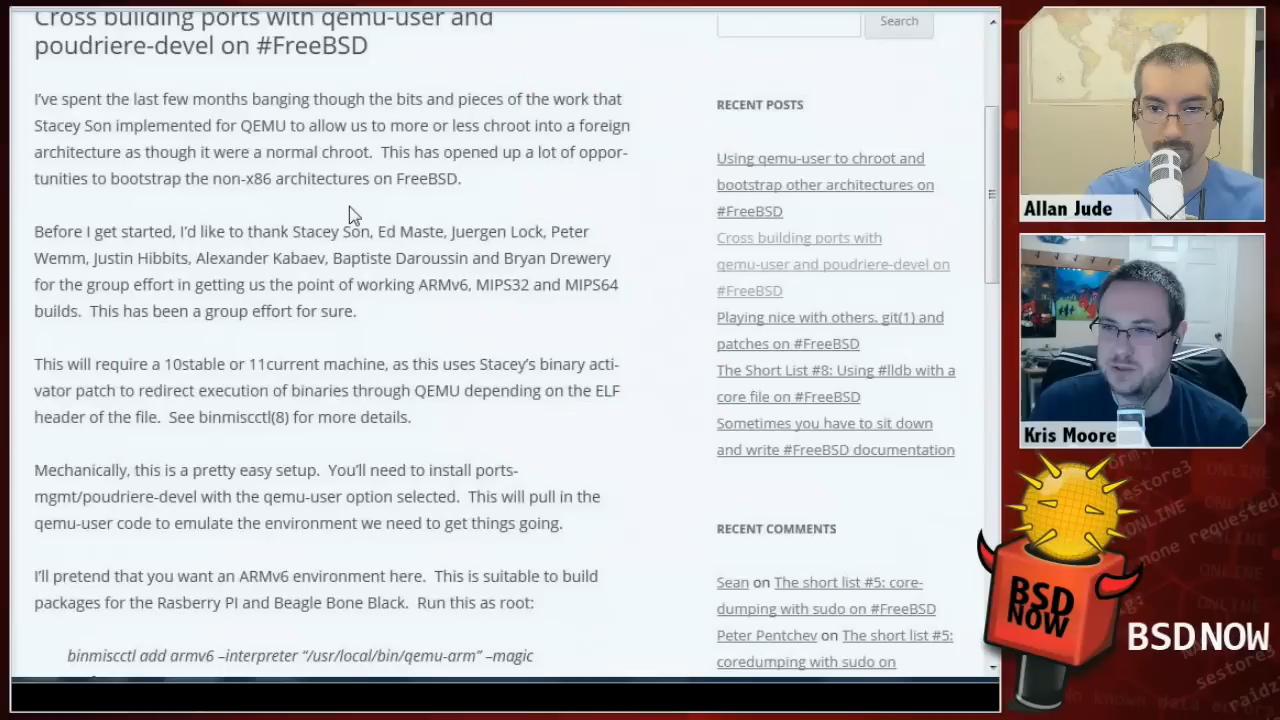 Cross building ports with qemu-user and
poudriere-devel on #FreeBSD
I've spent the last few months banging though the bits and pieces of the work that
Stacey Son implemented for QEMU to allow us to more or less chroot into a foreign
architecture as though it were a normal chroot.  This has opened up a lot of oppor-
tunities to bootstrap the non-x86 architectures on FreeBSD.
Before I get started, I'd like to thank Stacey Son, Ed Maste, Juergen Lock, Peter
Wemm, Justin Hibbits, Alexander Kabaev, Baptiste Daroussin and Bryan Drewery
for the group effort in getting us the point of working ARMv6, MIPS32 and MIPS64
builds.  This has been a group effort for sure.
This will require a 10stable or 11current machine, as this uses Stacey's binary acti-
vator patch to redirect execution of binaries through QEMU depending on the ELF
header of the file.  See binmiscctl(8) for more details.
Mechanically, this is a pretty easy setup.  You'll need to install ports-
mgmt/poudriere-devel with the qemu-user option selected.  This will pull in the
qemu-user code to emulate the environment we need to get things going.
I'll pretend that you want an ARMv6 environment here.  This is suitable to build
packages for the Rasberry PI and Beagle Bone Black.  Run this as root:
binmiscctl add armv6 –interpreter "/usr/local/bin/qemu-arm" –magic
Search
RECENT POSTS
Using qemu-user to chroot and
bootstrap other architectures on
#FreeBSD
Cross building ports with
qemu-user and poudriere-devel on
#FreeBSD
Playing nice with others. git(1) and
patches on #FreeBSD
The Short List #8: Using #lldb with a
core file on #FreeBSD
Sometimes you have to sit down
and write #FreeBSD documentation
RECENT COMMENTS
Sean on The short list #5: core-
dumping with sudo on #FreeBSD
Peter Pentchev on The short list #5:
coredumping with sudo on
Allan Jude
Kris Moore
BSD
NOW
BSDNOW